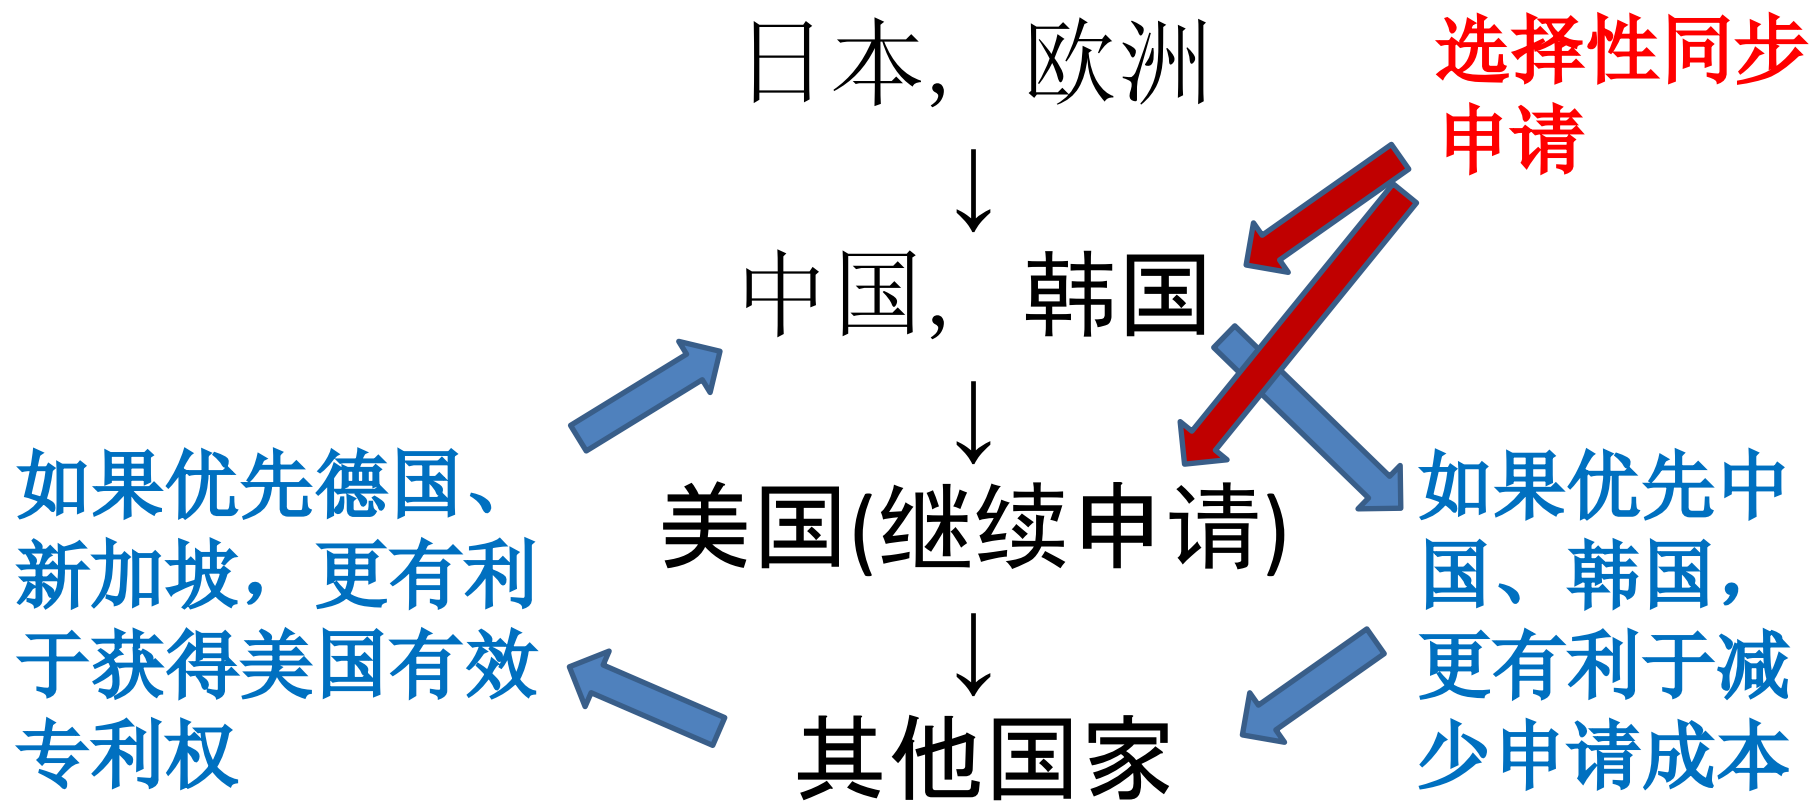 日本，欧洲
选择性同步
申请
中国，韩国
美国(继续申请)
其他国家
如果优先德国、
新加坡，更有利
于获得美国有效
专利权
如果优先中
国、韩国，
更有利于减
少申请成本